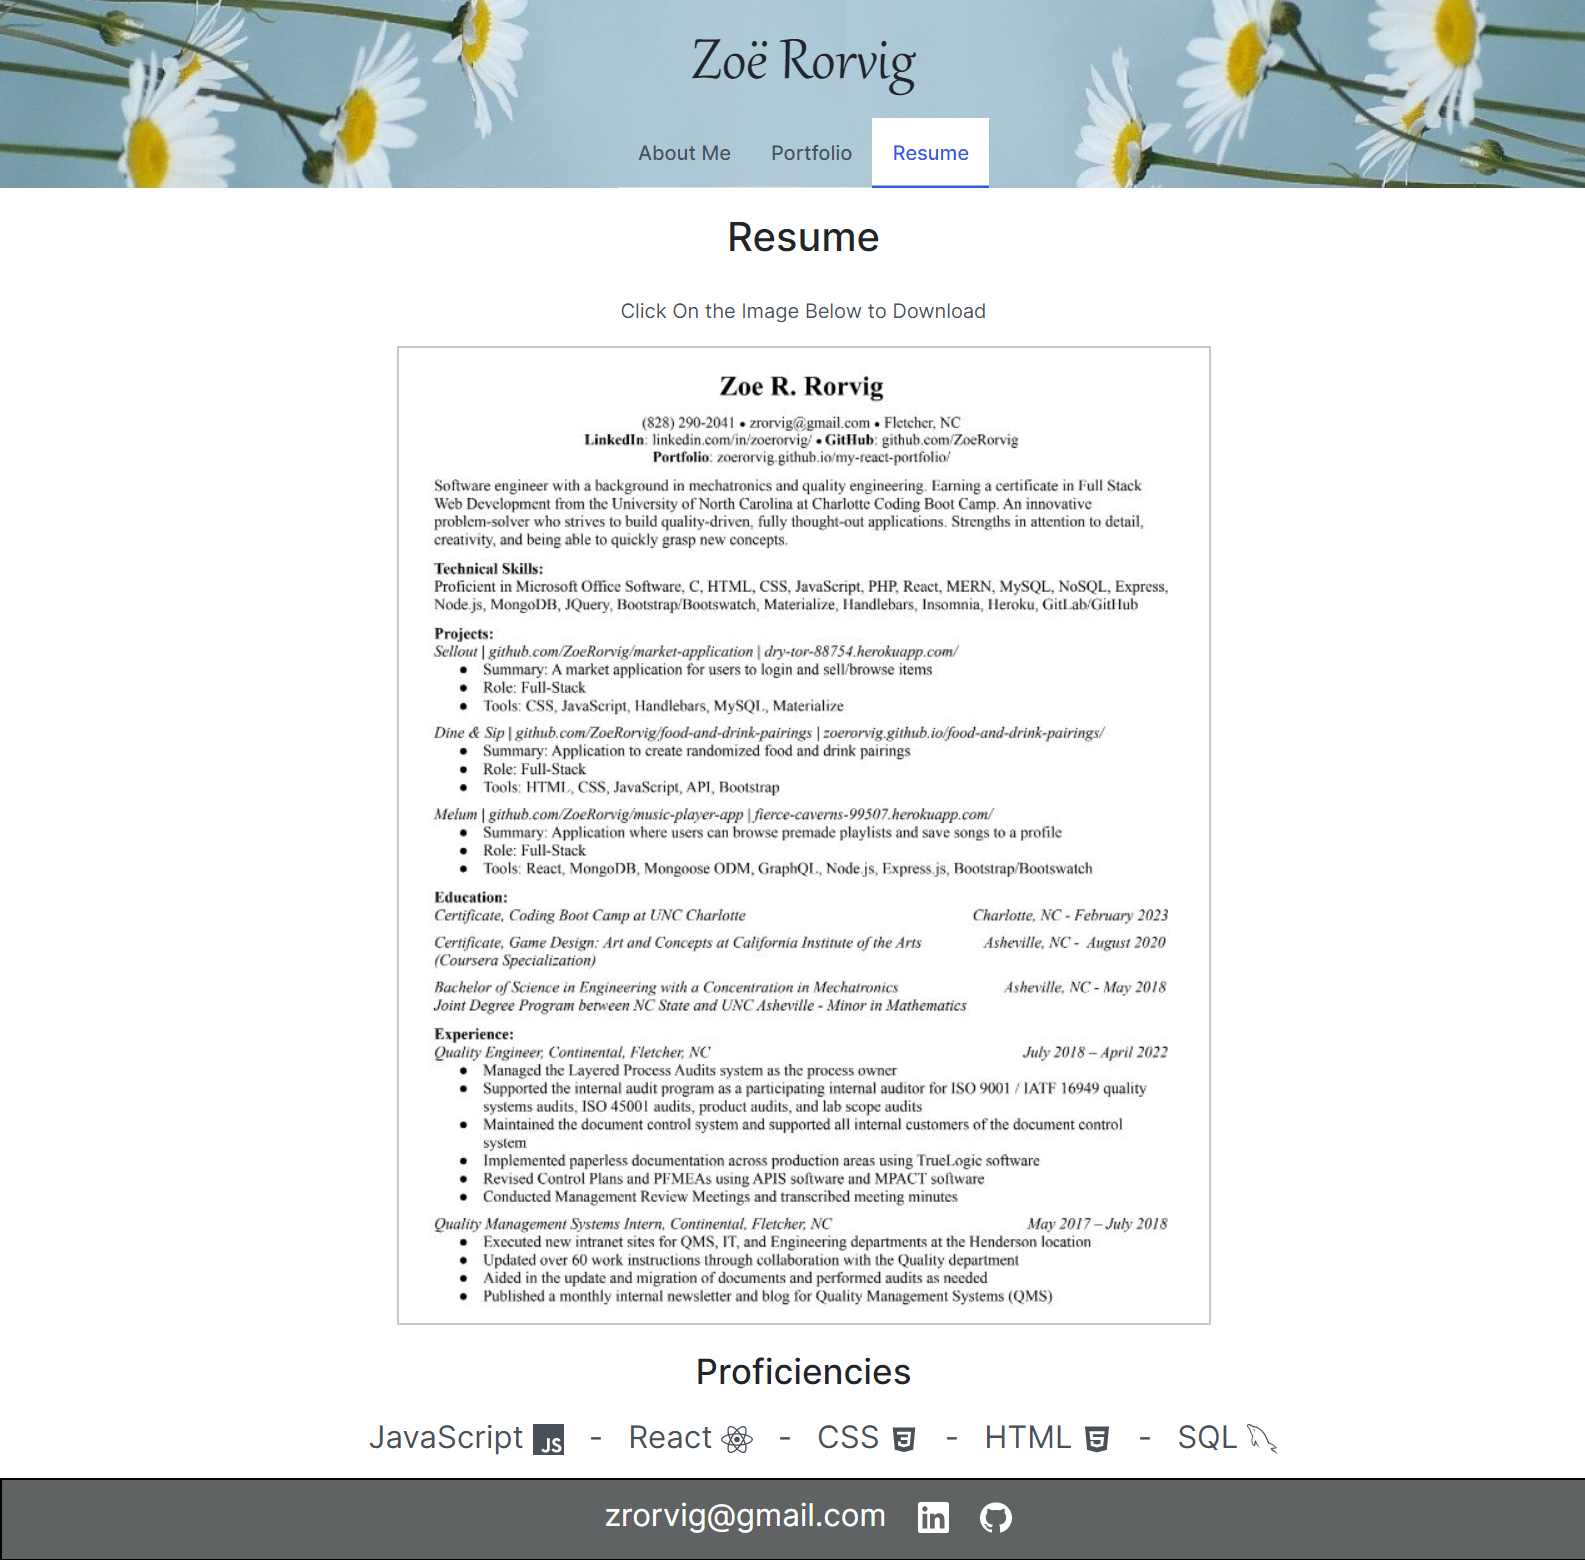 Zoë Rorvig
About Me Portfolio Resume
Resume
Click On the Image Below to Download
Zoe R. Rorvig
(828) 290-2041 • zrorvig@gmail.com • Fletcher, NC
LinkedIn: linkedin.com/in/zoerorvig/ • GitHub: github.com/ZoeRorvig
Portfolio: zoerorvig.github.io/my-react-portfolio/
Software engineer with a background in mechatronics and quality engineering. Earning a certificate in Full Stack
Web Development from the University of North Carolina at Charlotte Coding Boot Camp. An innovative
problem-solver who strives to build quality-driven, fully thought-out applications. Strengths in attention to detail,
creativity, and being able to quickly grasp new concepts.
Technical Skills:
Proficient in Microsoft Office Software, C, HTML, CSS, JavaScript, PHP, React, MERN, MySQL, NoSQL, Express,
Node.js, MongoDB, JQuery, Bootstrap/Bootswatch, Materialize, Handlebars, Insomnia, Heroku, GitLab/GitHub
Projects:
Sellout | github.com/ZoeRorvig/market-application | dry-tor-88754.herokuapp.com/
● Summary: A market application for users to login and sell/browse items
● Role: Full-Stack
● Tools: CSS, JavaScript, Handlebars, MySQL, Materialize
Dine & Sip | github.com/ZoeRorvig/food-and-drink-pairings | zoerorvig.github.io/food-and-drink-pairings/
● Summary: Application to create randomized food and drink pairings
● Role: Full-Stack
● Tools: HTML, CSS, JavaScript, API, Bootstrap
Melum | github.com/ZoeRorvig/music-player-app | fierce-caverns-99507.herokuapp.com/
● Summary: Application where users can browse premade playlists and save songs to a profile
● Role: Full-Stack
● Tools: React, MongoDB, Mongoose ODM, GraphQL, Node.js, Express.js, Bootstrap/Bootswatch
Education:
Certificate, Coding Boot Camp at UNC Charlotte Charlotte, NC - February 2023
Certificate, Game Design: Art and Concepts at California Institute of the Arts Asheville, NC - August 2020
(Coursera Specialization)
Bachelor of Science in Engineering with a Concentration in Mechatronics Asheville, NC - May 2018
Joint Degree Program between NC State and UNC Asheville - Minor in Mathematics
Experience:
Quality Engineer, Continental, Fletcher, NC July 2018 – April 2022
● Managed the Layered Process Audits system as the process owner
● Supported the internal audit program as a participating internal auditor for ISO 9001 / IATF 16949 quality
systems audits, ISO 45001 audits, product audits, and lab scope audits
● Maintained the document control system and supported all internal customers of the document control
system
● Implemented paperless documentation across production areas using TrueLogic software
● Revised Control Plans and PFMEAs using APIS software and MPACT software
● Conducted Management Review Meetings and transcribed meeting minutes
Quality Management Systems Intern, Continental, Fletcher, NC May 2017 – July 2018
● Executed new intranet sites for QMS, IT, and Engineering departments at the Henderson location
● Updated over 60 work instructions through collaboration with the Quality department
● Aided in the update and migration of documents and performed audits as needed
● Published a monthly internal newsletter and blog for Quality Management Systems (QMS)
Proficiencies
JavaScript JS - React - CSS 3 - HTML 5 - SQL
zrorvig@gmail.com in